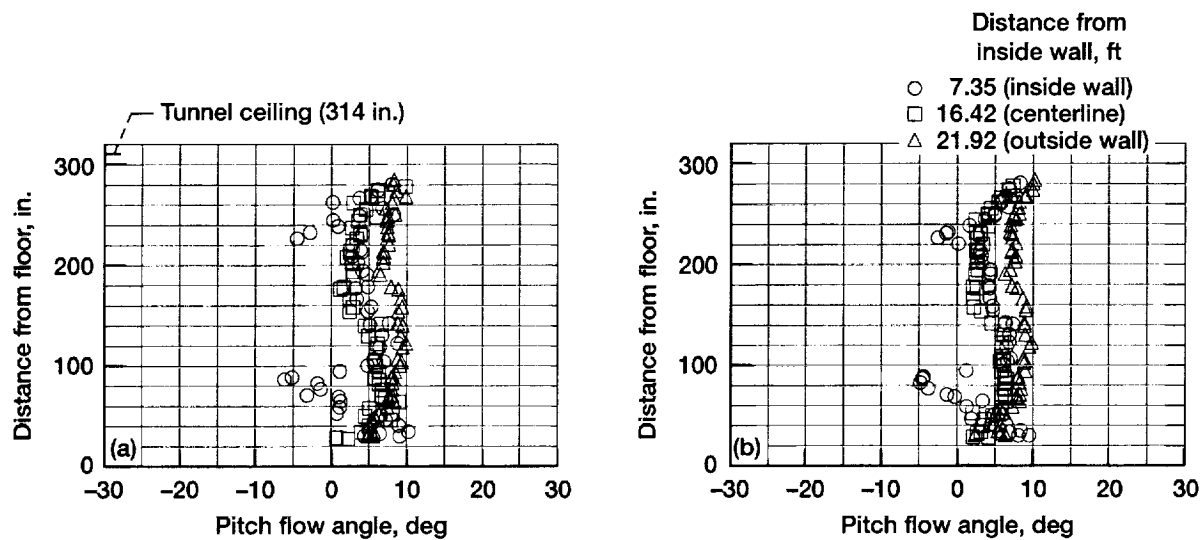 Distance from
inside wall, ft
7.35 (inside wall)
16.42 (centerline)
21.92 (outside wall)
Tunnel ceiling (314 in.)
Distance from floor, in.
300
200
100
0
(a)
–30 –20 –10 0 10 20 30
Pitch flow angle, deg
Distance from floor, in.
300
200
100
0
(b)
–30 –20 –10 0 10 20 30
Pitch flow angle, deg